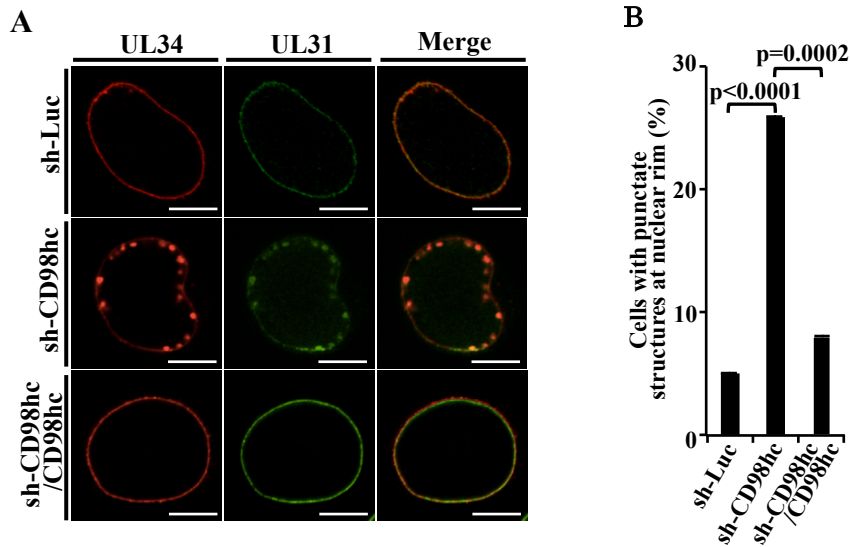 A
UL34 UL31 Merge
sh-Luc
sh-CD98hc
sh-CD98hc
/CD98hc
B
Cells with punctate
structures at nuclear rim (%)
30
20
10
0
p=0.0002
p<0.0001
sh-Luc
sh-CD98hc
sh-CD98hc
/CD98hc